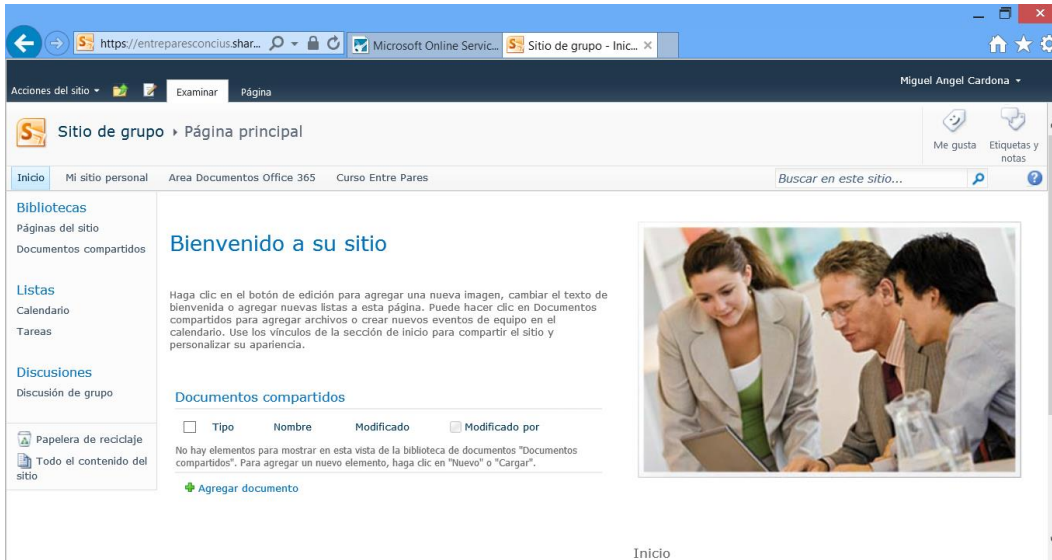 https://entreparesconcius.shar...
Microsoft Online Servic...
Sitio de grupo - Inic...
Acciones del sitio
Examinar
Página
Miguel Angel Cardona
Sitio de grupo
Página principal
Me gusta
Etiquetas y
notas
Inicio
Mi sitio personal
Area Documentos Office 365
Curso Entre Pares
Buscar en este sitio...
Bibliotecas
Páginas del sitio
Documentos compartidos
Listas
Calendario
Tareas
Discusiones
Discusión de grupo
Papelera de reciclaje
Todo el contenido del
sitio
Bienvenido a su sitio
Haga clic en el botón de edición para agregar una nueva imagen, cambiar el texto de
bienvenida o agregar nuevas listas a esta página. Puede hacer clic en Documentos
compartidos para agregar archivos o crear nuevos eventos de equipo en el
calendario. Use los vínculos de la sección de inicio para compartir el sitio y
personalizar su apariencia.
Documentos compartidos
Tipo
Nombre
Modificado
Modificado por
No hay elementos para mostrar en esta vista de la biblioteca de documentos "Documentos
compartidos". Para agregar un nuevo elemento, haga clic en "Nuevo" o "Cargar".
Agregar documento
Inicio